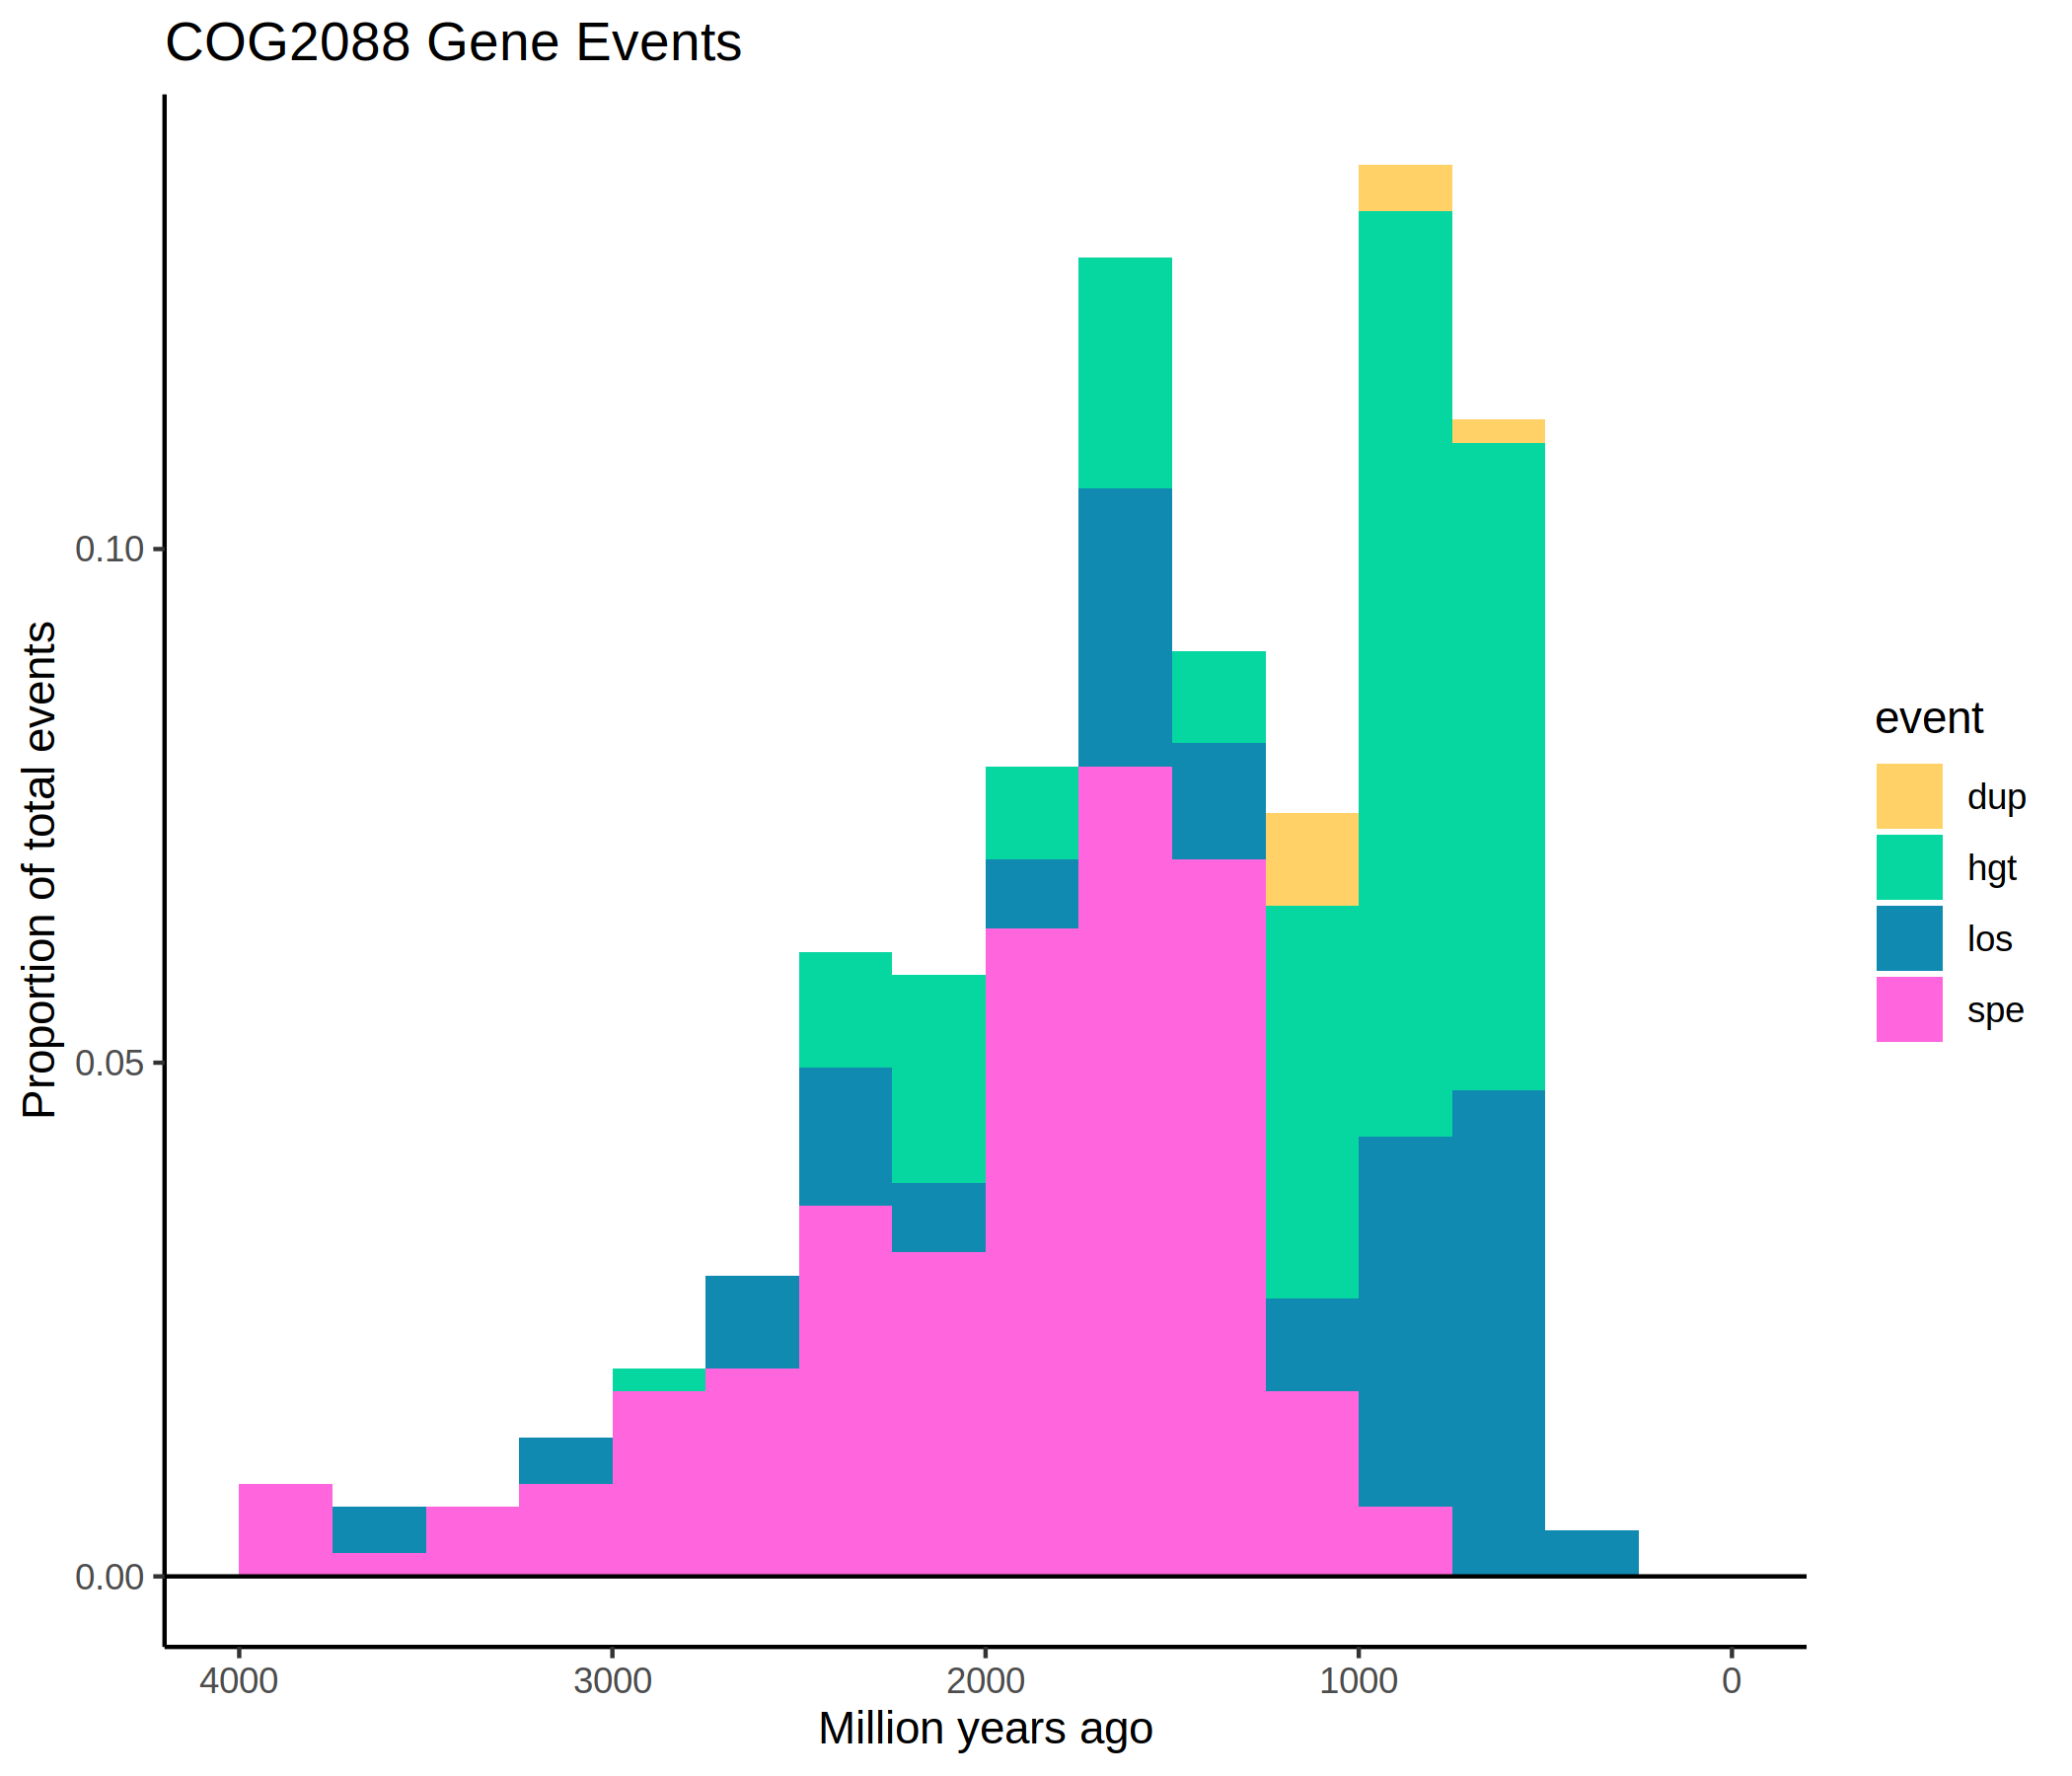 COG2088 Gene Events
Proportion of total events
0.10
0.05
0.00
4000 3000 2000 1000 0
Million years ago
event
dup
hgt
los
spe